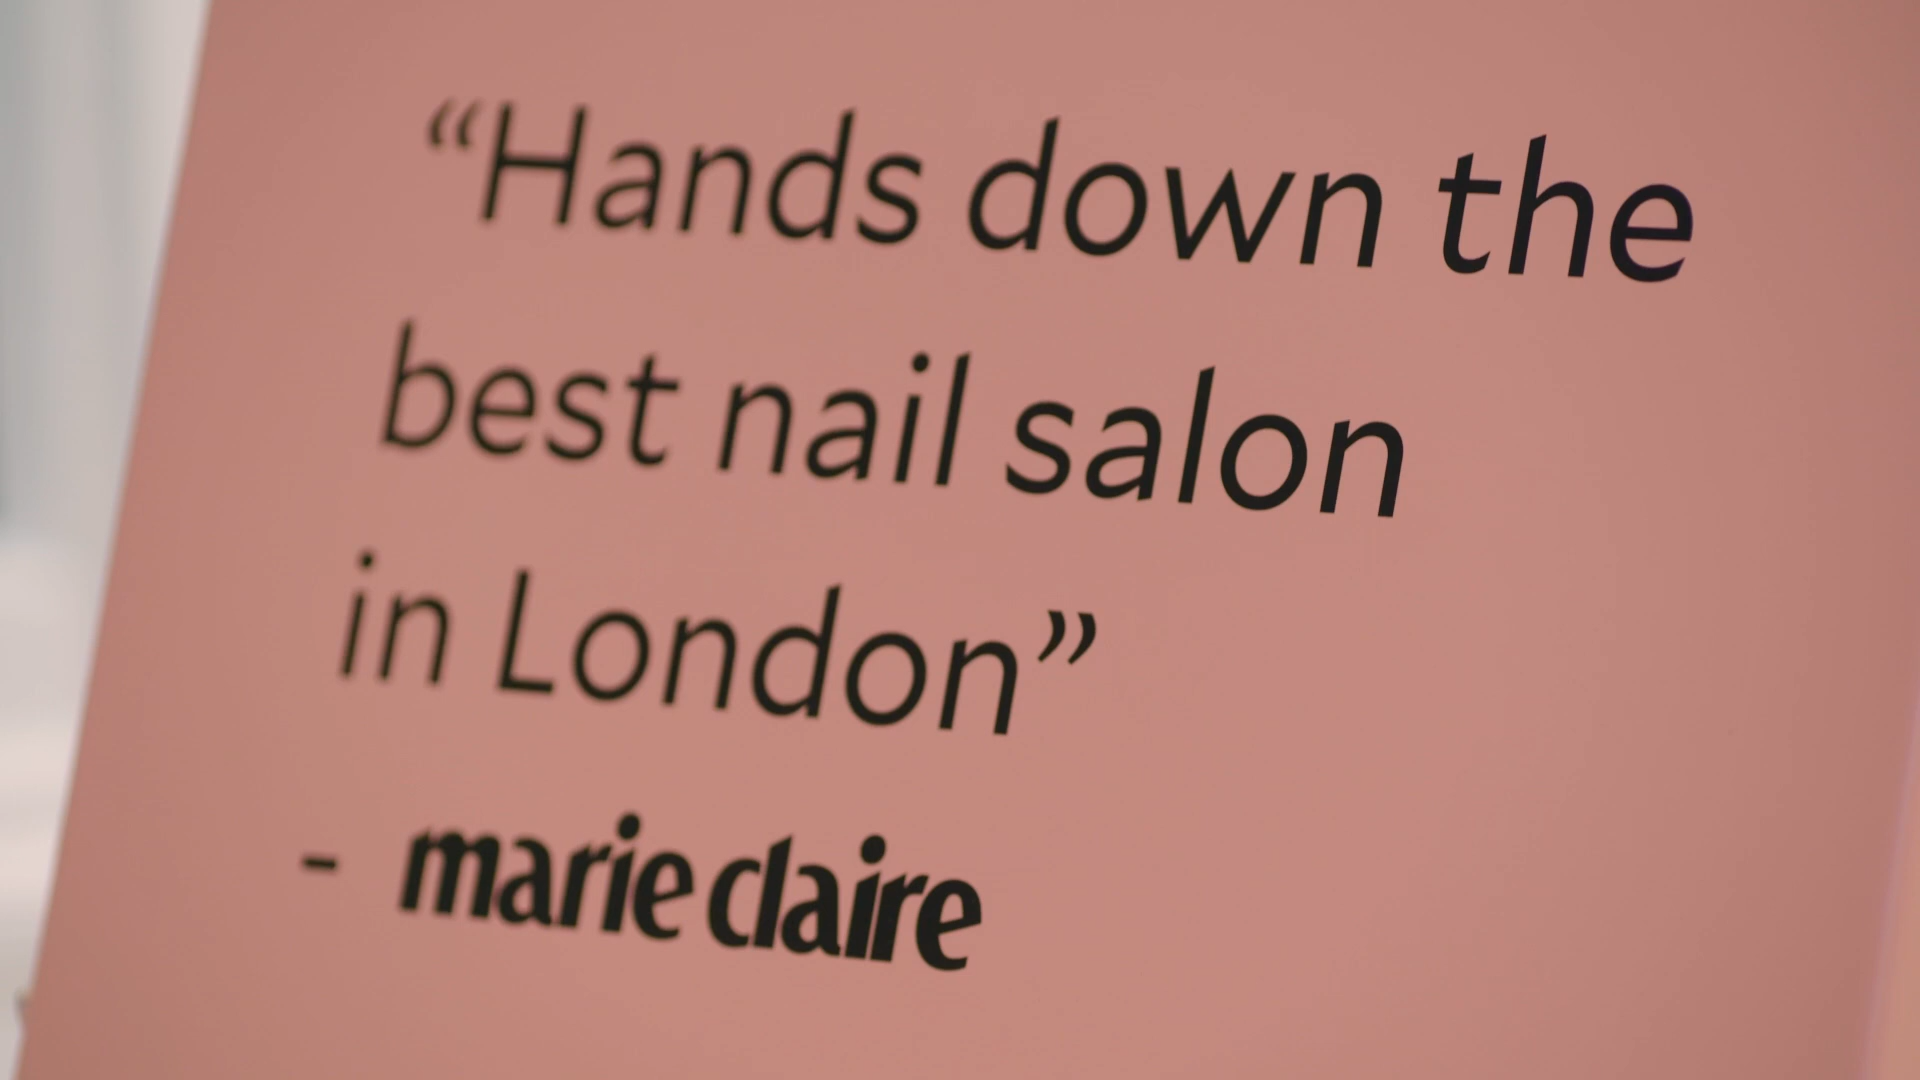 “Hands down the
best nail salon
in London”
- marie claire